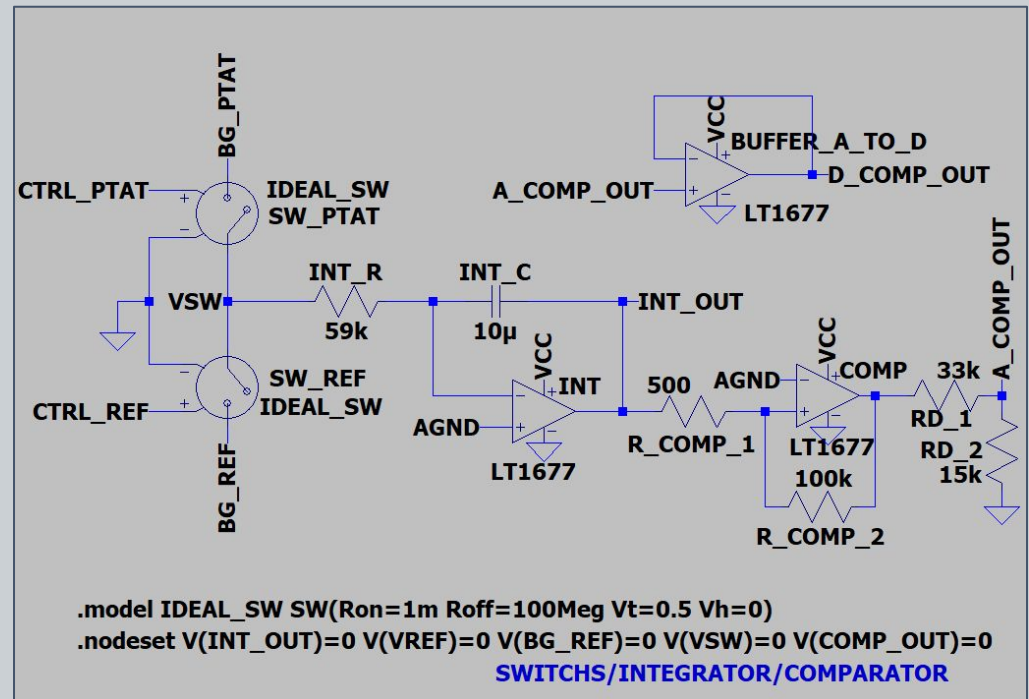 BG_PTAT
CTRL_PTAT
+
-
IDEAL_SW
SW_PTAT
VSW
INT_R
59k
INT_C
10µ
INT_OUT
SW_REF
IDEAL_SW
-
+
CTRL_REF
BG_REF
VCC
INT
-
+
+
-
AGND
LT1677
VCC
BUFFER_A_TO_D
-
+
+
-
A_COMP_OUT
D_COMP_OUT
LT1677
500
R_COMP_1
AGND
VCC
COMP
-
+
+
-
LT1677
100k
R_COMP_2
33k
RD_1
A_COMP_OUT
RD_2
15k
.model IDEAL_SW SW(Ron=1m Roff=100Meg Vt=0.5 Vh=0)
.nodeset V(INT_OUT)=0 V(VREF)=0 V(BG_REF)=0 V(VSW)=0 V(COMP_OUT)=0
SWITCHS/INTEGRATOR/COMPARATOR